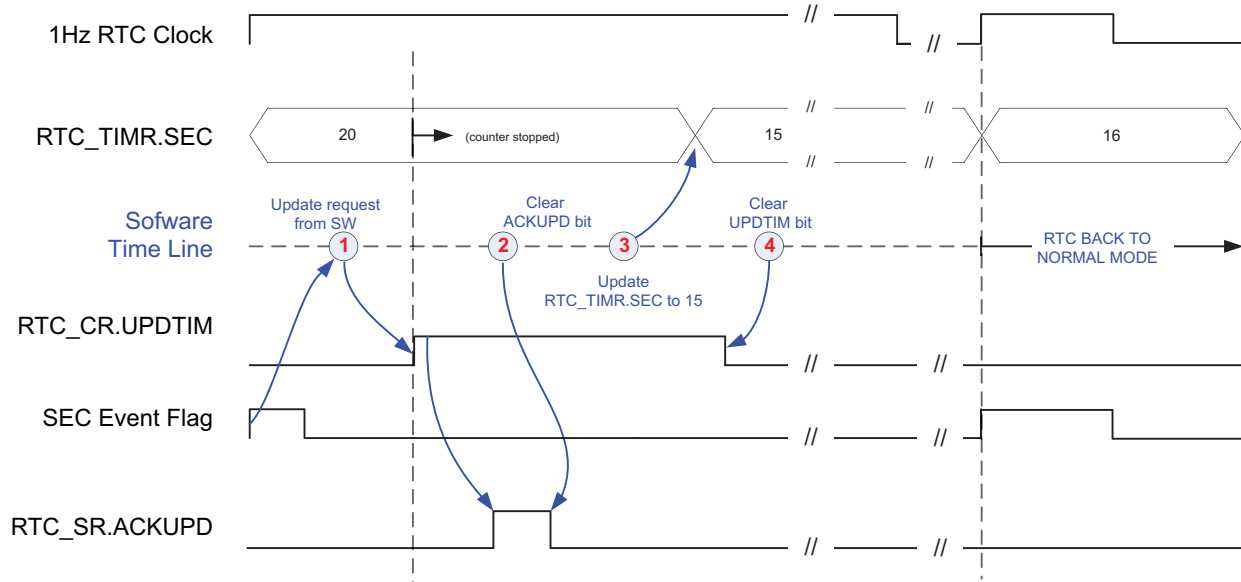 1Hz RTC Clock
//
//
RTC_TIMR.SEC
20
(counter stopped)
//
15
//
//
//
16
Sofware
Time Line
Update request
from SW
1
Clear
ACKUPD bit
2
3
Update
RTC_TIMR.SEC to 15
Clear
UPDTIM bit
4
RTC BACK TO
NORMAL MODE
RTC_CR.UPDTIM
//
//
SEC Event Flag
//
//
RTC_SR.ACKUPD
//
//